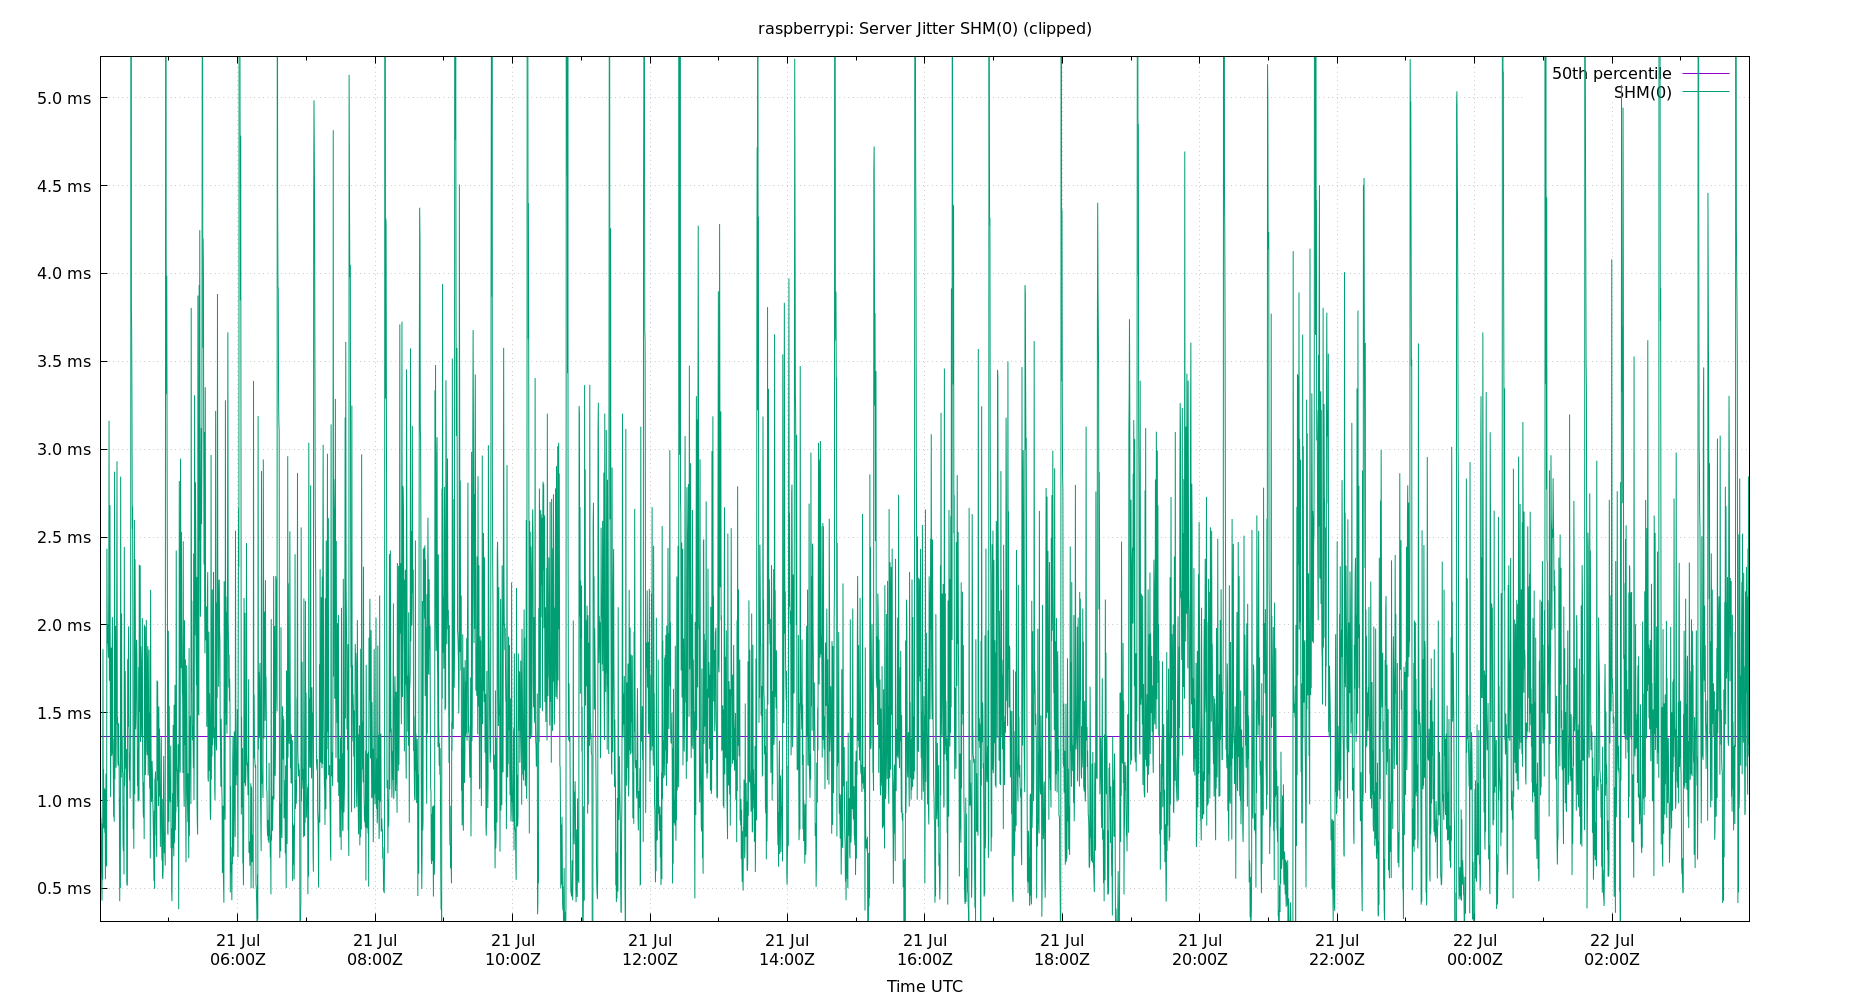 raspberrypi: Server Jitter SHM(0) (clipped)
50th percentile
SHM(0)
5.0 ms
4.5 ms
4.0 ms
3.5 ms
3.0 ms
2.5 ms
2.0 ms
1.5 ms
1.0 ms
0.5 ms
21 Jul 21 Jul 21 Jul 21 Jul 21 Jul 21 Jul 21 Jul 21 Jul 21 Jul 22 Jul 22 Jul
06:00Z 08:00Z 10:00Z 12:00Z 14:00Z 16:00Z 18:00Z 20:00Z 22:00Z 00:00Z 02:00Z
Time UTC